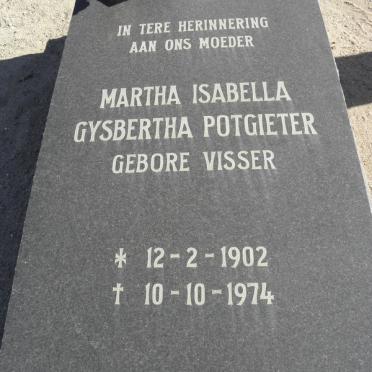 IN TERE HERINNERING
AAN ONS MOEDER
MARTHA ISABELLA
GYSBERTHA POTGIETER
GEBORE VISSER
* 12-2-1902
† 10-10-1974